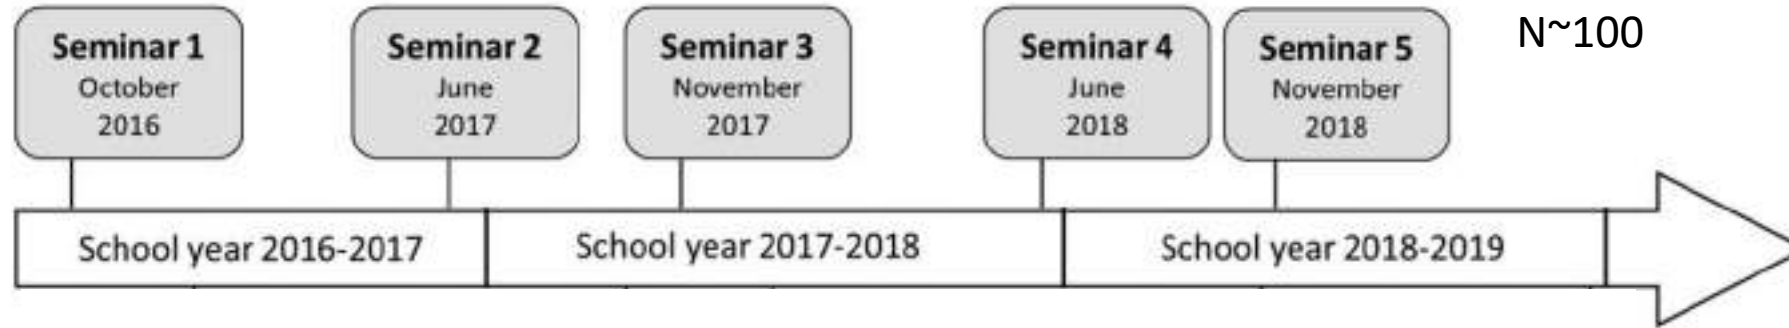 Seminar 1
October
2016
Seminar 2
June
2017
Seminar 3
November
2017
Seminar 4
June
2018
Seminar 5
November
2018
N~100
School year 2016-2017
School year 2017-2018
School year 2018-2019